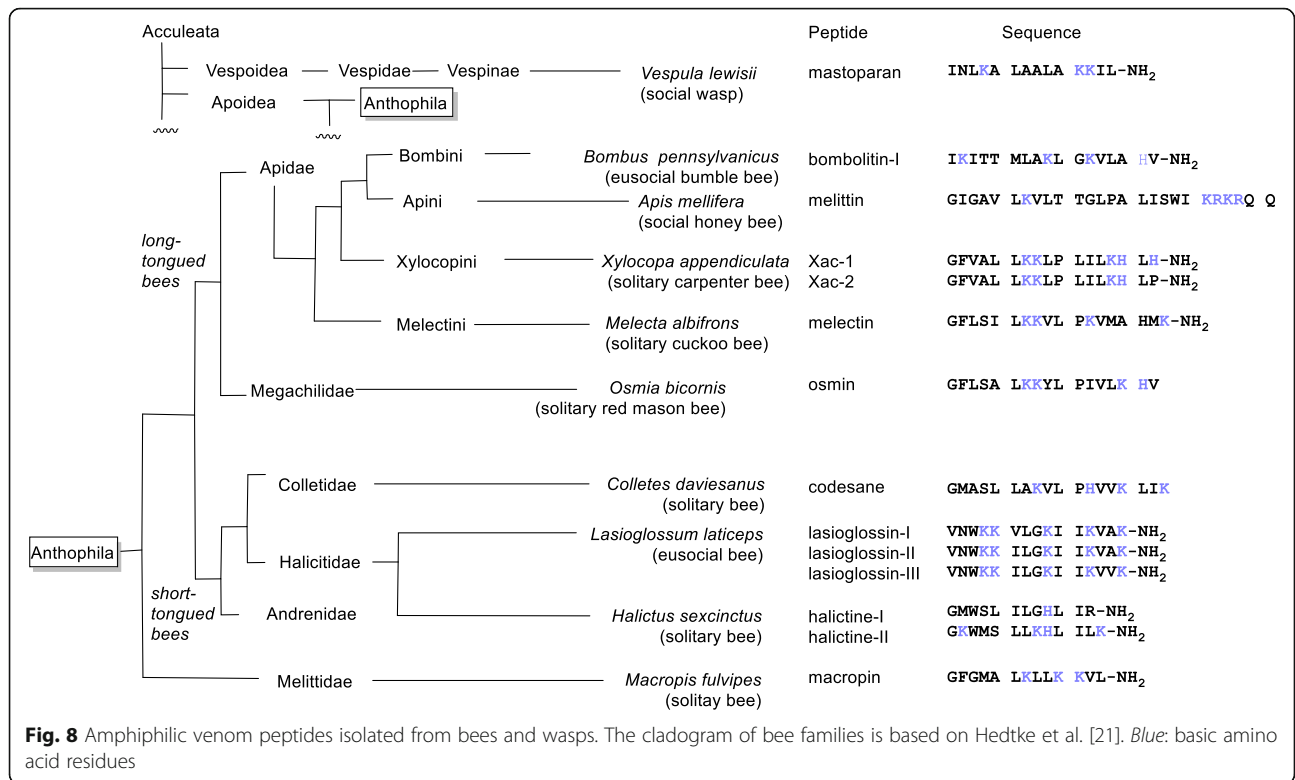 Acculeata Peptide Sequence
Vespoidea Vespidae Vespinae Vespula lewisii mastoparan INLKA LAALA KKIL-NH2
(social wasp)
Apoidea Anthophila
Bombini Bombus pennsylvanicus bombolitin-I IKITT MLAKL GKVLA HV-NH2
Apidae (eusocial bumble bee)
Apini Apis mellifera melittin GIGAV LKVLT TGLPA LISWI KRKRQ Q
(social honey bee)
long-
tongued
bees
Xylocopini Xylocopa appendiculata Xac-1 GFVAL LKKLP LILKH LH-NH2
(solitary carpenter bee) Xac-2 GFVAL LKKLP LILKH LP-NH2
Melectini Melecta albifrons melectin GFLSI LKKVL PKVMA HMK-NH2
(solitary cuckoo bee)
Megachilidae Osmia bicornis osmin GFLSA LKKYL PIVLK HV
(solitary red mason bee)
Colletidae Colletes daviesanus codesane GMASL LAKVL PHVVK LIK
(solitary bee)
Anthophila
Halicitidae Lasioglossum laticeps lasioglossin-I VNWKK VLGKI IKVAK-NH2
(eusocial bee) lasioglossin-II VNWKK ILGKI IKVAK-NH2
lasioglossin-III VNWKK ILGKI IKVVK-NH2
short-
tongued
bees
Andrenidae Halictus sexcinctus halictine-I GMWSL ILGHL IR-NH2
(solitary bee) halictine-II GKWMS LLKHL ILK-NH2
Melittidae Macropis fulvipes macropin GFGMA LKLLK KVL-NH2
(solitay bee)
Fig. 8 Amphiphilic venom peptides isolated from bees and wasps. The cladogram of bee families is based on Hedtke et al. [21]. Blue: basic amino
acid residues